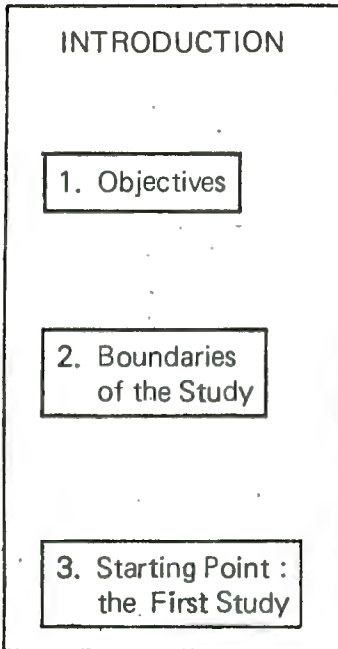 INTRODUCTION
1. Objectives
2. Boundaries
of the Study
3. Starting Point :
the First Study